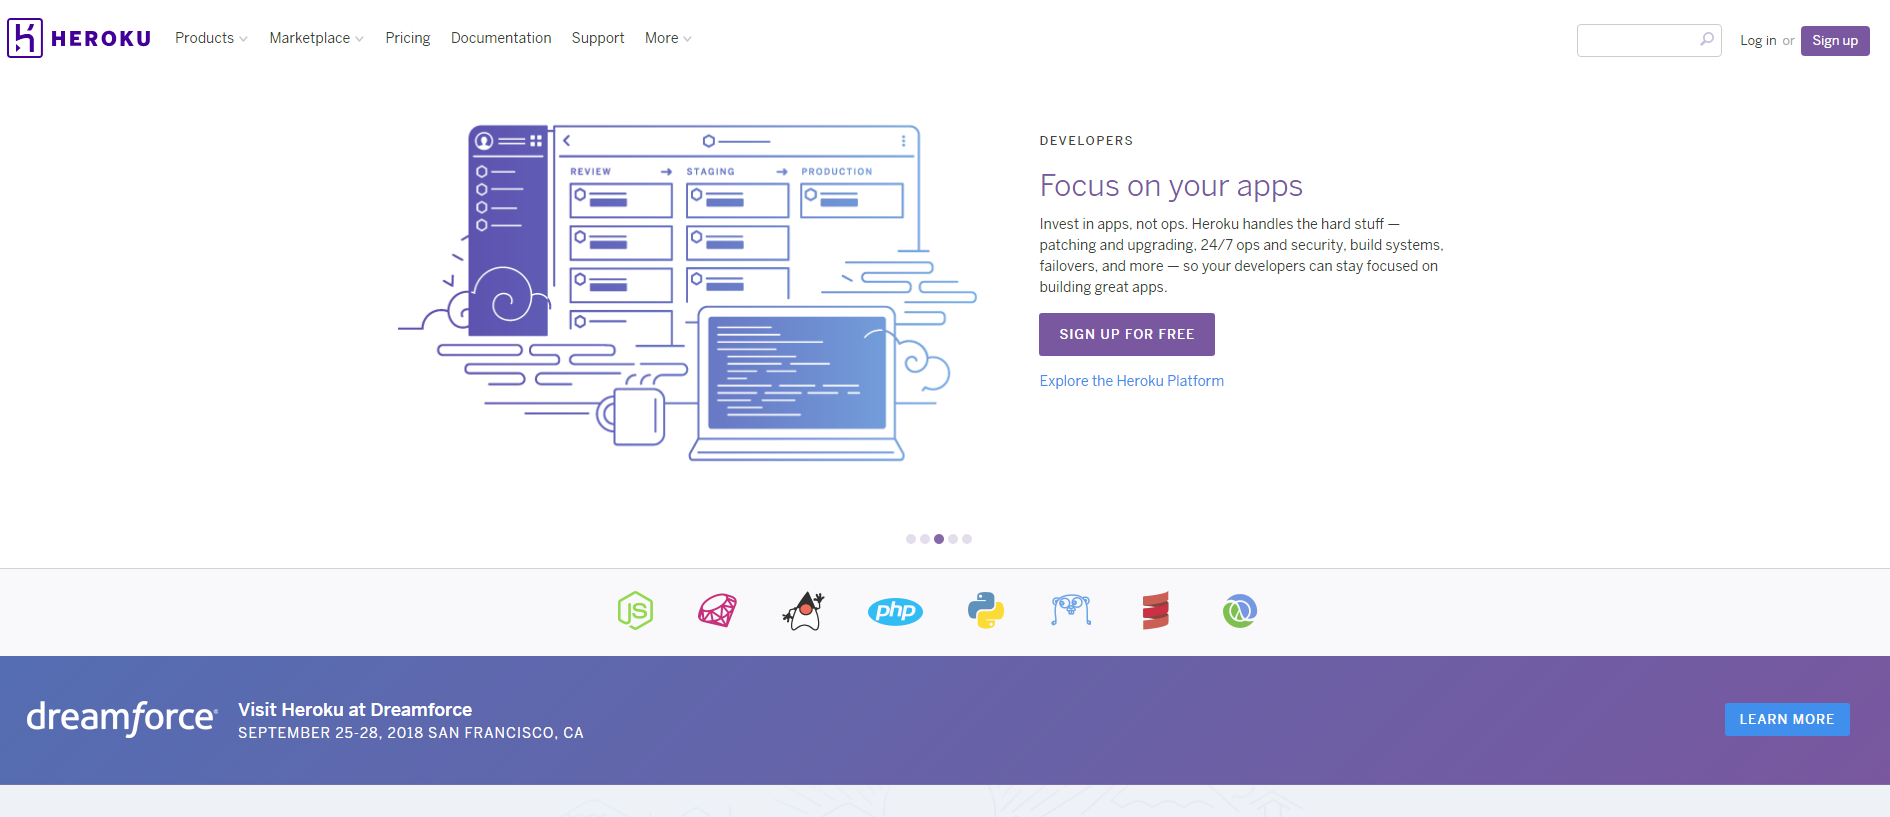 HEROKU
Products Marketplace Pricing Documentation Support More
Log in or Sign up
REVIEW STAGING PRODUCTION
DEVELOPERS
Focus on your apps
Invest in apps, not ops. Heroku handles the hard stuff —
patching and upgrading, 24/7 ops and security, build systems,
failovers, and more — so your developers can stay focused on
building great apps.
SIGN UP FOR FREE
Explore the Heroku Platform
JS
php
dreamforce
Visit Heroku at Dreamforce
SEPTEMBER 25-28, 2018 SAN FRANCISCO, CA
LEARN MORE